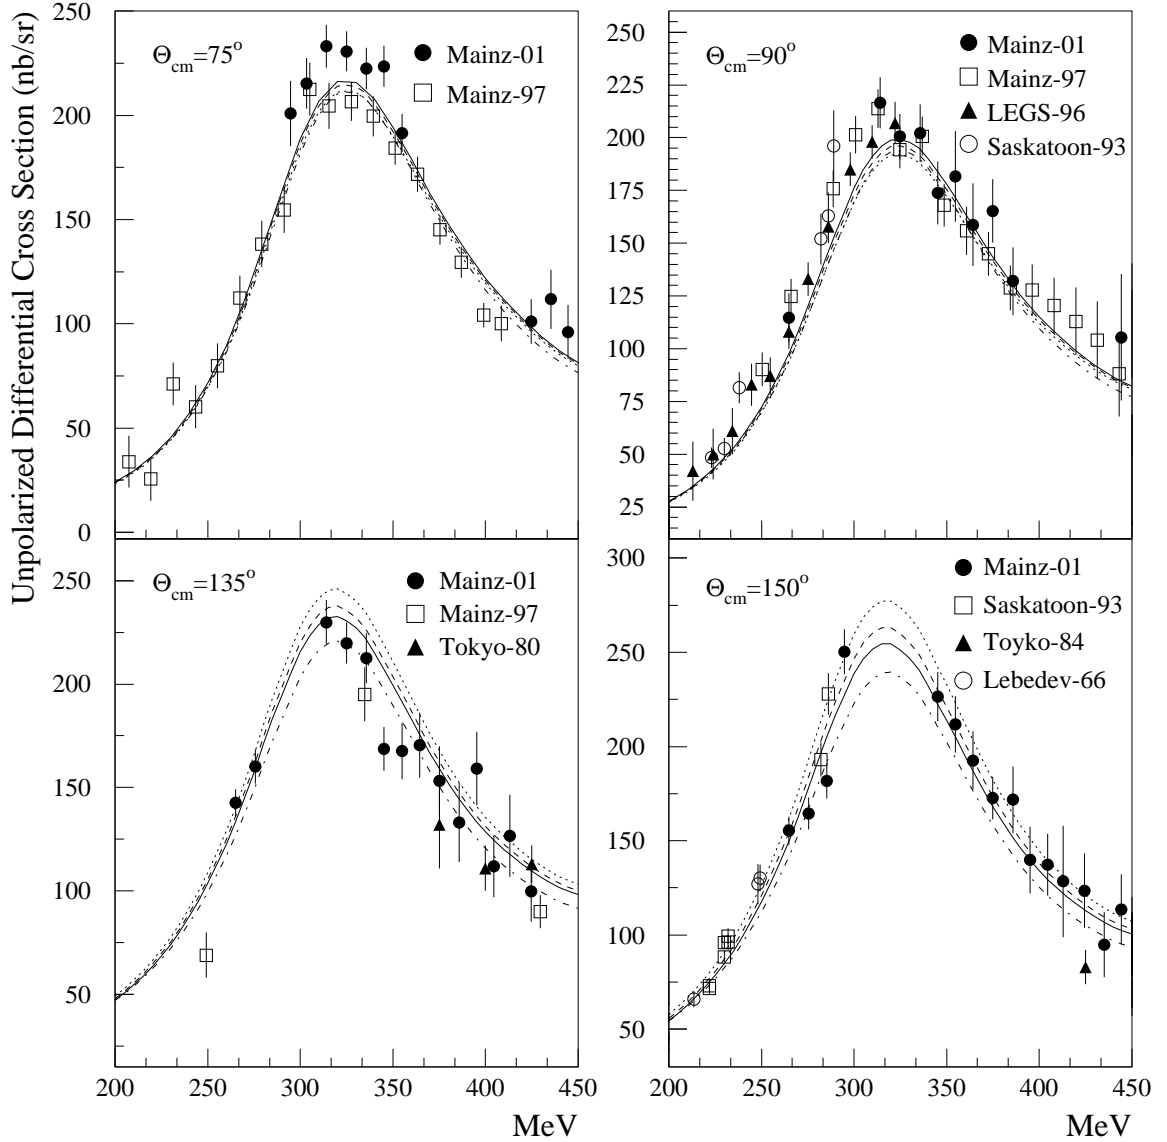 Unpolarized Differential Cross Section (nb/sr)
Θcm=75°
Mainz-01
Mainz-97
250
200
150
100
50
0
Θcm=90°
Mainz-01
Mainz-97
LEGS-96
Saskatoon-93
250
225
200
175
150
125
100
75
50
25
Θcm=135°
Mainz-01
Mainz-97
Tokyo-80
250
200
150
100
50
200 250 300 350 400 450
MeV
Θcm=150°
Mainz-01
Saskatoon-93
Toyko-84
Lebedev-66
300
250
200
150
100
50
200 250 300 350 400 450
MeV